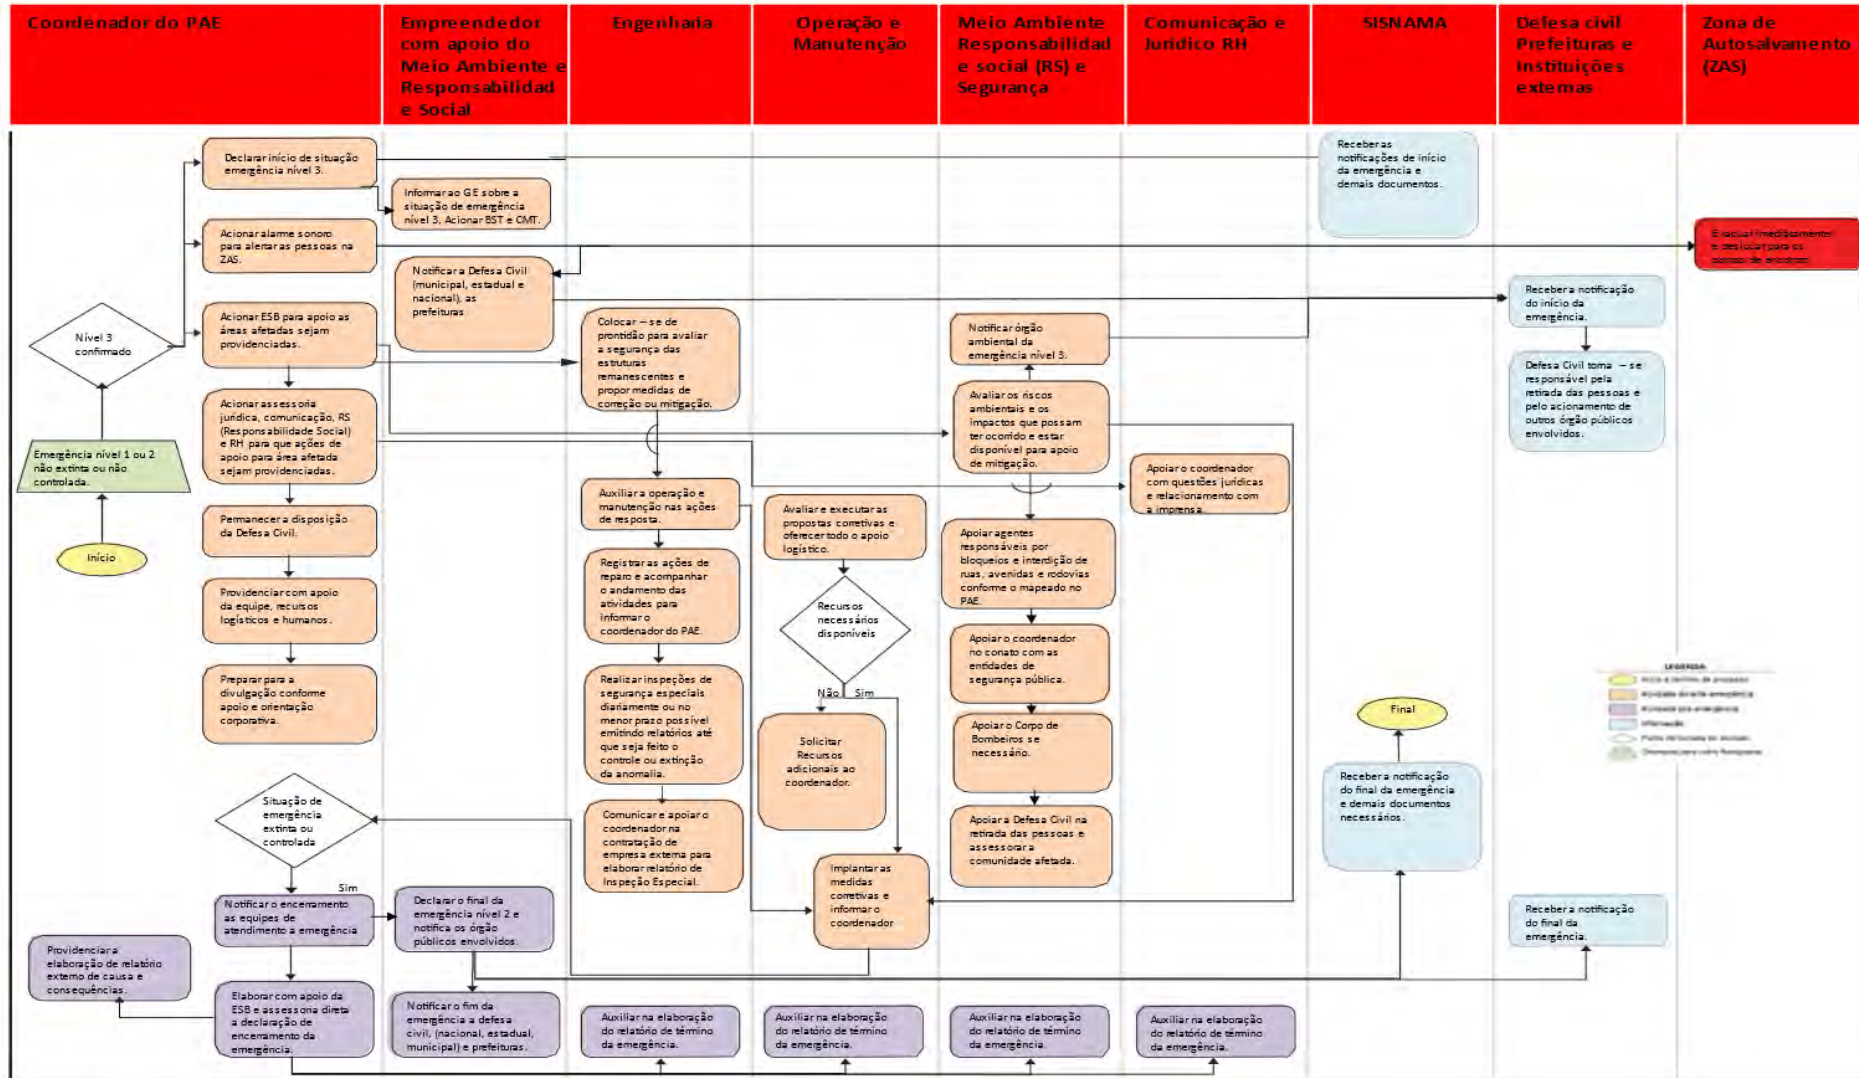 Coordenador do PAE
Empreendedor
com apoio do
Meio Ambiente e
Responsabilidad
e Social
Engenharia
Operação e
Manutenção
Meio Ambiente
Responsabilidad
e social (RS) e
Segurança
Comunicação e
Jurídico RH
SISNAMA
Defesa civil
Prefeituras e
Instituições
externas
Zona de
Autosalvamento
(ZAS)
Início
Emergência nível 1 ou 2
não extinta ou não
controlada.
Nível 3
confirmado
Declarar início de situação
emergência nível 3.
Acionar alarme sonoro
para alertar as pessoas na
ZAS.
Acionar ESB para apoio as
áreas afetadas sejam
providenciadas.
Acionar assessoria
jurídica, comunicação, RS
(Responsabilidade Social)
e RH para que ações de
apoio para área afetada
sejam providenciadas.
Permanecer a disposição
da Defesa Civil.
Providenciar com apoio
da equipe, recursos
logísticos e humanos.
Preparar para a
divulgação conforme
apoio e orientação
corporativa.
Situação de
emergência
extinta ou
controlada
Sim
Notificar o encerramento
as equipes de
atendimento a emergência
Providenciar a
elaboração de relatório
externo de causa e
consequências.
Elaborar com apoio da
ESB e assessoria direta
a declaração de
encerramento da
emergência.
Informar ao GE sobre a
situação de emergência
nível 3, Acionar BST e CMT.
Notificar a Defesa Civil
(municipal, estadual e
nacional), as
prefeituras
Declarar o final da
emergência nível 2 e
notifica os órgão
públicos envolvidos.
Notificar o fim da
emergência a defesa
civil, (nacional, estadual,
municipal) e prefeituras.
Colocar – se de
prontidão para avaliar
a segurança das
estruturas
remanescentes e
propor medidas de
correção ou mitigação.
Auxiliar a operação e
manutenção nas ações
de resposta.
Registrar as ações de
reparo e acompanhar
o andamento das
atividades para
informar o
coordenador do PAE.
Realizar inspeções de
segurança especiais
diariamente ou no
menor prazo possível
emitindo relatórios até
que seja feito o
controle ou extinção
da anomalia.
Comunicar e apoiar o
coordenador na
contratação de
empresa externa para
elaborar relatório de
Inspeção Especial.
Auxiliar na elaboração
do relatório de término
da emergência.
Avaliar e executar as
propostas corretivas e
oferecer todo o apoio
logístico.
Recursos
necessários
disponíveis
Não Sim
Solicitar
Recursos
adicionais ao
coordenador.
Implantar as
medidas
corretivas e
informar o
coordenador
Auxiliar na elaboração
do relatório de término
da emergência.
Notificar órgão
ambiental da
emergência nível 3.
Avaliar os riscos
ambientais e os
impactos que possam
ter ocorrido e estar
disponível para apoio
de mitigação.
Apoiar agentes
responsáveis por
bloqueios e interdição de
ruas, avenidas e rodovias
conforme o mapeado no
PAE.
Apoiar o coordenador
no conato com as
entidades de
segurança pública.
Apoiar o Corpo de
Bombeiros se
necessário.
Apoiar a Defesa Civil na
retirada das pessoas e
assessorar a
comunidade afetada.
Auxiliar na elaboração
do relatório de término
da emergência.
Apoiar o coordenador
com questões jurídicas
e relacionamento com
a imprensa.
Auxiliar na elaboração
do relatório de término
da emergência.
Receber as
notificações de início
da emergência e
demais documentos.
Final
Receber a notificação
do final da emergência
e demais documentos
necessários.
Receber a notificação
do início da
emergência.
Defesa Civil torna – se
responsável pela
retirada das pessoas e
pelo acionamento de
outros órgão públicos
envolvidos.
Receber a notificação
do final da
emergência.
Evacuar imediatamente
e deslocar para os
pontos de encontro
LEGENDA
Início e término do processo
Atividade durante emergência
Atividade pós emergência
Informação